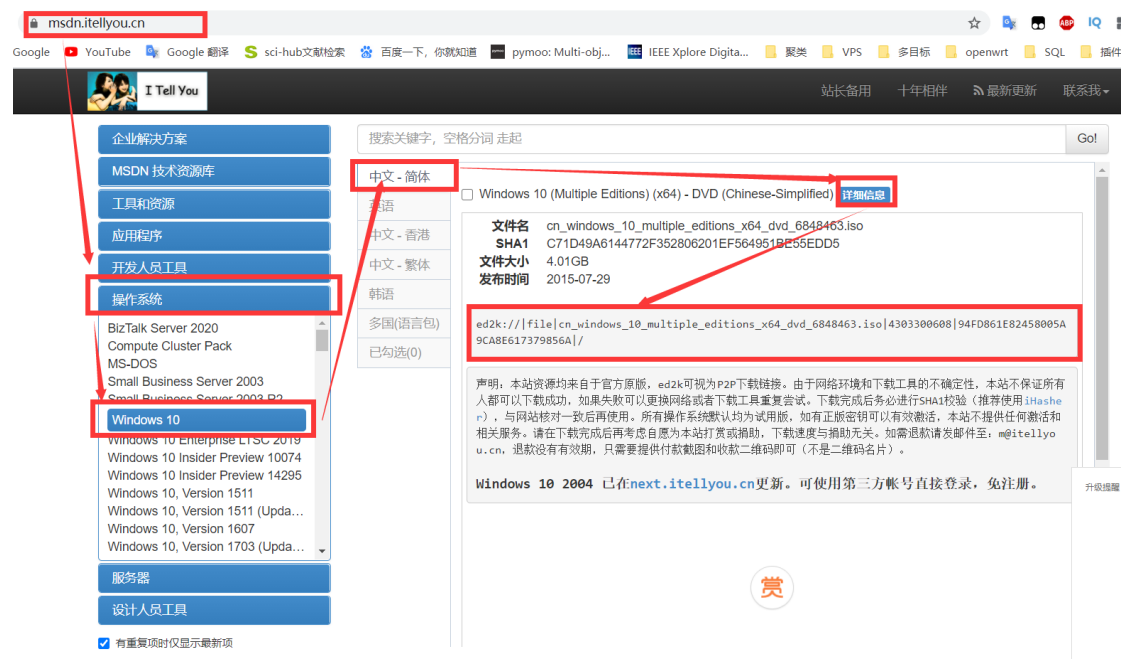 msdn.itellyou.cn
Google YouTube Google 翻译 sci-hub文献检索 百度一下，你就知道 pymoo: Multi-obj... IEEE IEEE Xplore Digita... 聚类 VPS 多目标 openwrt SQL 插件
ABP IQ
I Tell You
站长备用 十年相伴 最新更新 联系我
企业解决方案
MSDN 技术资源库
工具和资源
应用程序
开发人员工具
操作系统
BizTalk Server 2020
Compute Cluster Pack
MS-DOS
Small Business Server 2003
Small Business Server 2003 R2
Windows 10
Windows 10 Enterprise LTSC 2019
Windows 10 Insider Preview 10074
Windows 10 Insider Preview 14295
Windows 10, Version 1511
Windows 10, Version 1511 (Upda...
Windows 10, Version 1607
Windows 10, Version 1703 (Upda...
服务器
设计人员工具
有重复项时仅显示最新项
搜索关键字，空格分词 走起
Go!
中文 - 简体
英语
中文 - 香港
中文 - 繁体
韩语
多国(语言包)
已勾选(0)
Windows 10 (Multiple Editions) (x64) - DVD (Chinese-Simplified) 详细信息
文件名 cn_windows_10_multiple_editions_x64_dvd_6848463.iso
SHA1 C71D49A6144772F352806201EF564951BE55EDD5
文件大小 4.01GB
发布时间 2015-07-29
ed2k://|file|cn_windows_10_multiple_editions_x64_dvd_6848463.iso|4303300608|94FD861E82458005A
9CA8E617379856A|/
声明：本站资源均来自于官方原版，ed2k可视为P2P下载链接。由于网络环境和下载工具的不确定性，本站不保证所有
人都可以下载成功，如果失败可以更换网络或者下载工具重复尝试。下载完成后务必进行SHA1校验（推荐使用iHashe
r），与网站核对一致后再使用。所有操作系统默认均为试用版，如有正版密钥可以有效激活，本站不提供任何激活和
相关服务。请在下载完成后再考虑自愿为本站打赏或捐助，下载速度与捐助无关。如需退款请发邮件至：m@itellyo
u.cn，退款没有有效期，只需要提供付款截图和收款二维码即可（不是二维码名片）。
Windows 10 2004 已在next.itellyou.cn更新。可使用第三方帐号直接登录，免注册。
赏
升级提醒